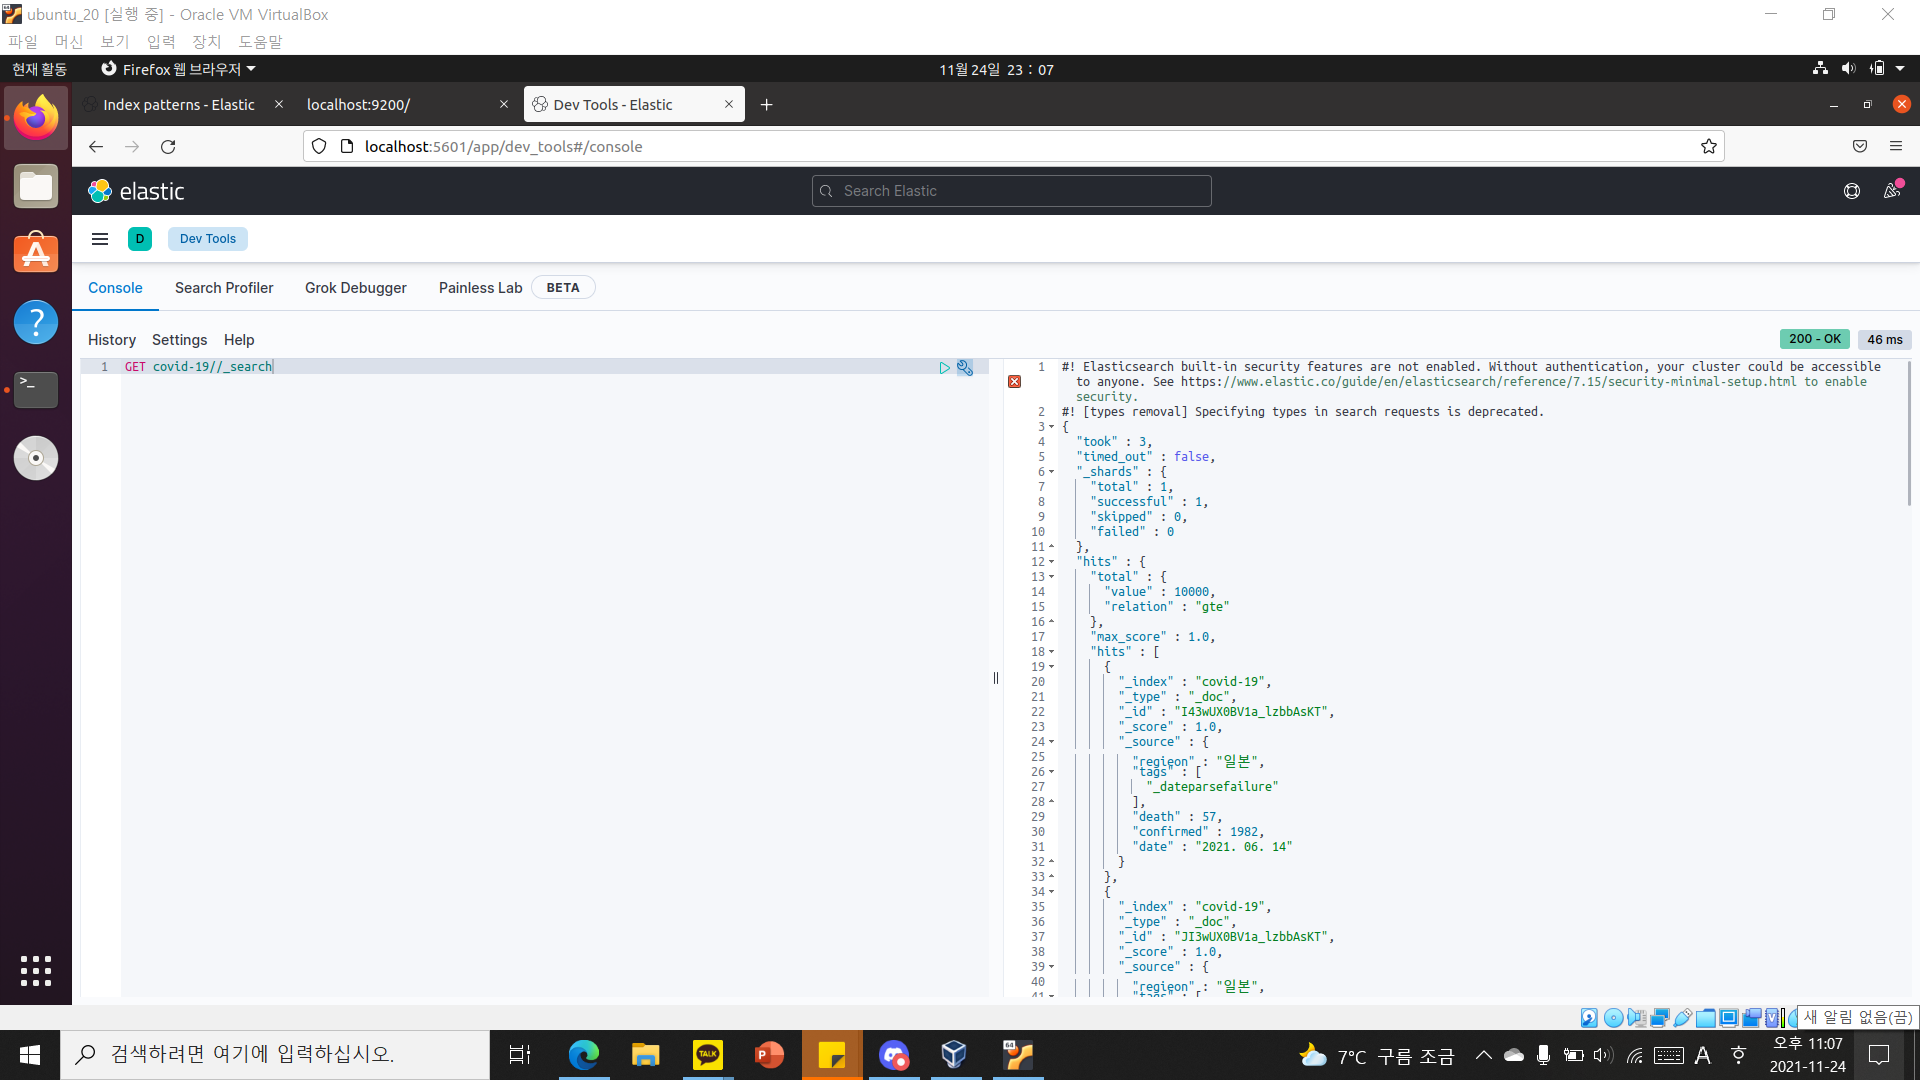 ubuntu_20 [실행 중] - Oracle VM VirtualBox
파일 머신 보기 입력 장치 도움말
현재 활동 Firefox 웹 브라우저 11월 24일 23 : 07
Index patterns - Elastic localhost:9200/ Dev Tools - Elastic
localhost:5601/app/dev_tools#/console
elastic Search Elastic
D Dev Tools
Console Search Profiler Grok Debugger Painless Lab BETA
History Settings Help 200 - OK 46 ms
1 GET covid-19//_search
1 #! Elasticsearch built-in security features are not enabled. Without authentication, your cluster could be accessible
to anyone. See https://www.elastic.co/guide/en/elasticsearch/reference/7.15/security-minimal-setup.html to enable
security.
2 #! [types removal] Specifying types in search requests is deprecated.
3 {
4 "took" : 3,
5 "timed_out" : false,
6 "_shards" : {
7 "total" : 1,
8 "successful" : 1,
9 "skipped" : 0,
10 "failed" : 0
11 },
12 "hits" : {
13 "total" : {
14 "value" : 10000,
15 "relation" : "gte"
16 },
17 "max_score" : 1.0,
18 "hits" : [
19 {
20 "_index" : "covid-19",
21 "_type" : "_doc",
22 "_id" : "I43wUX0BV1a_lzbbAsKT",
23 "_score" : 1.0,
24 "_source" : {
25 "regieon" : "일본",
26 "tags" : [
27 "_dateparsefailure"
28 ],
29 "death" : 57,
30 "confirmed" : 1982,
31 "date" : "2021. 06. 14"
32 }
33 },
34 {
35 "_index" : "covid-19",
36 "_type" : "_doc",
37 "_id" : "JI3wUX0BV1a_lzbbAsKT",
38 "_score" : 1.0,
39 "_source" : {
40 "regieon" : "일본",
41 "tags" : [
새 알림 없음(끔)
검색하려면 여기에 입력하십시오. TALK P 64 7°C 구름 조금 A 오후 11:07
2021-11-24